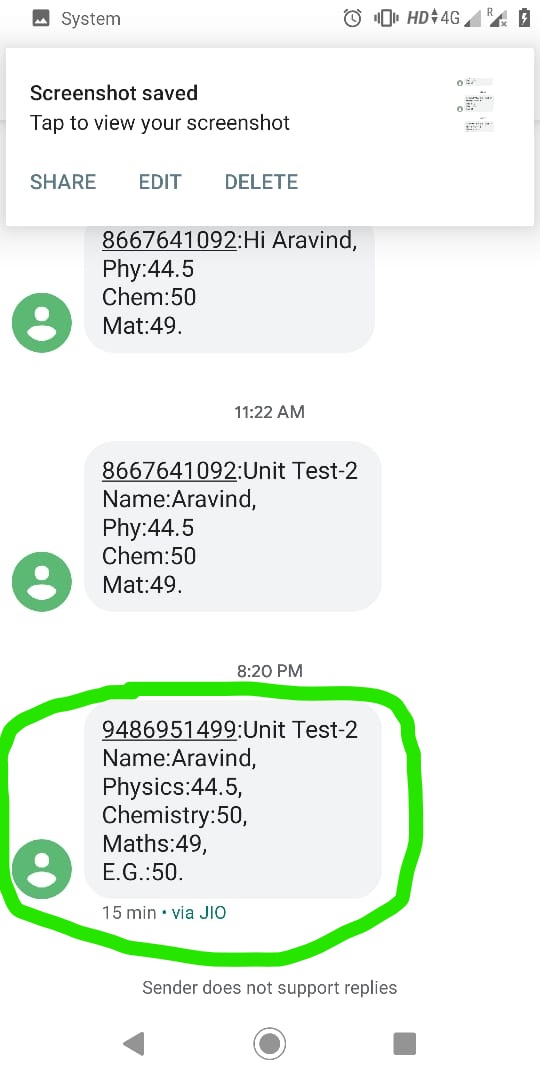 System
HD 4G R
Screenshot saved
Tap to view your screenshot
SHARE EDIT DELETE
8667641092:Hi Aravind,
Phy:44.5
Chem:50
Mat:49.
11:22 AM
8667641092:Unit Test-2
Name:Aravind,
Phy:44.5
Chem:50
Mat:49.
8:20 PM
9486951499:Unit Test-2
Name:Aravind,
Physics:44.5,
Chemistry:50,
Maths:49,
E.G.:50.
15 min • via JIO
Sender does not support replies